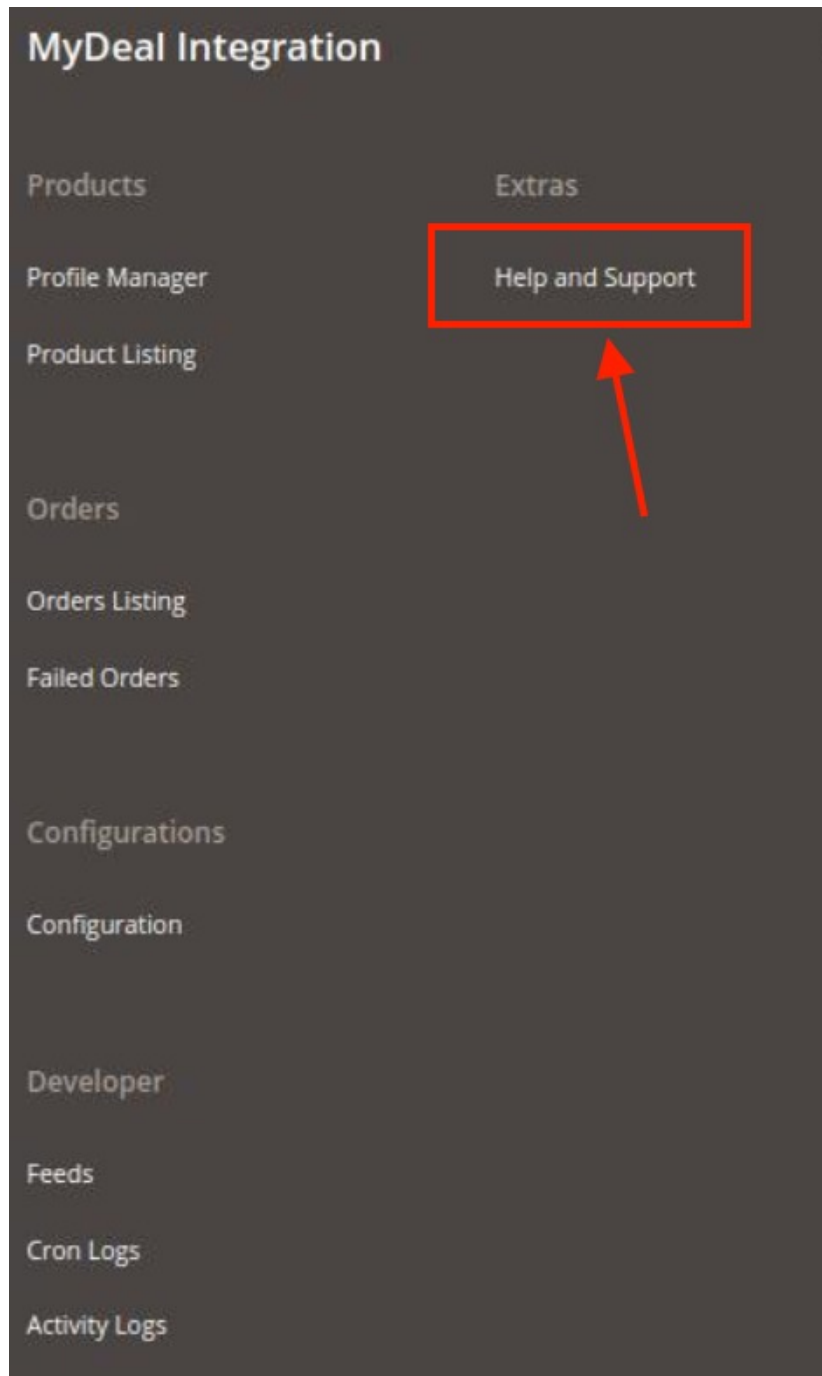 MyDeal Integration
Products
Profile Manager
Product Listing
Orders
Orders Listing
Failed Orders
Configurations
Configuration
Developer
Feeds
Cron Logs
Activity Logs
Extras
Help and Support